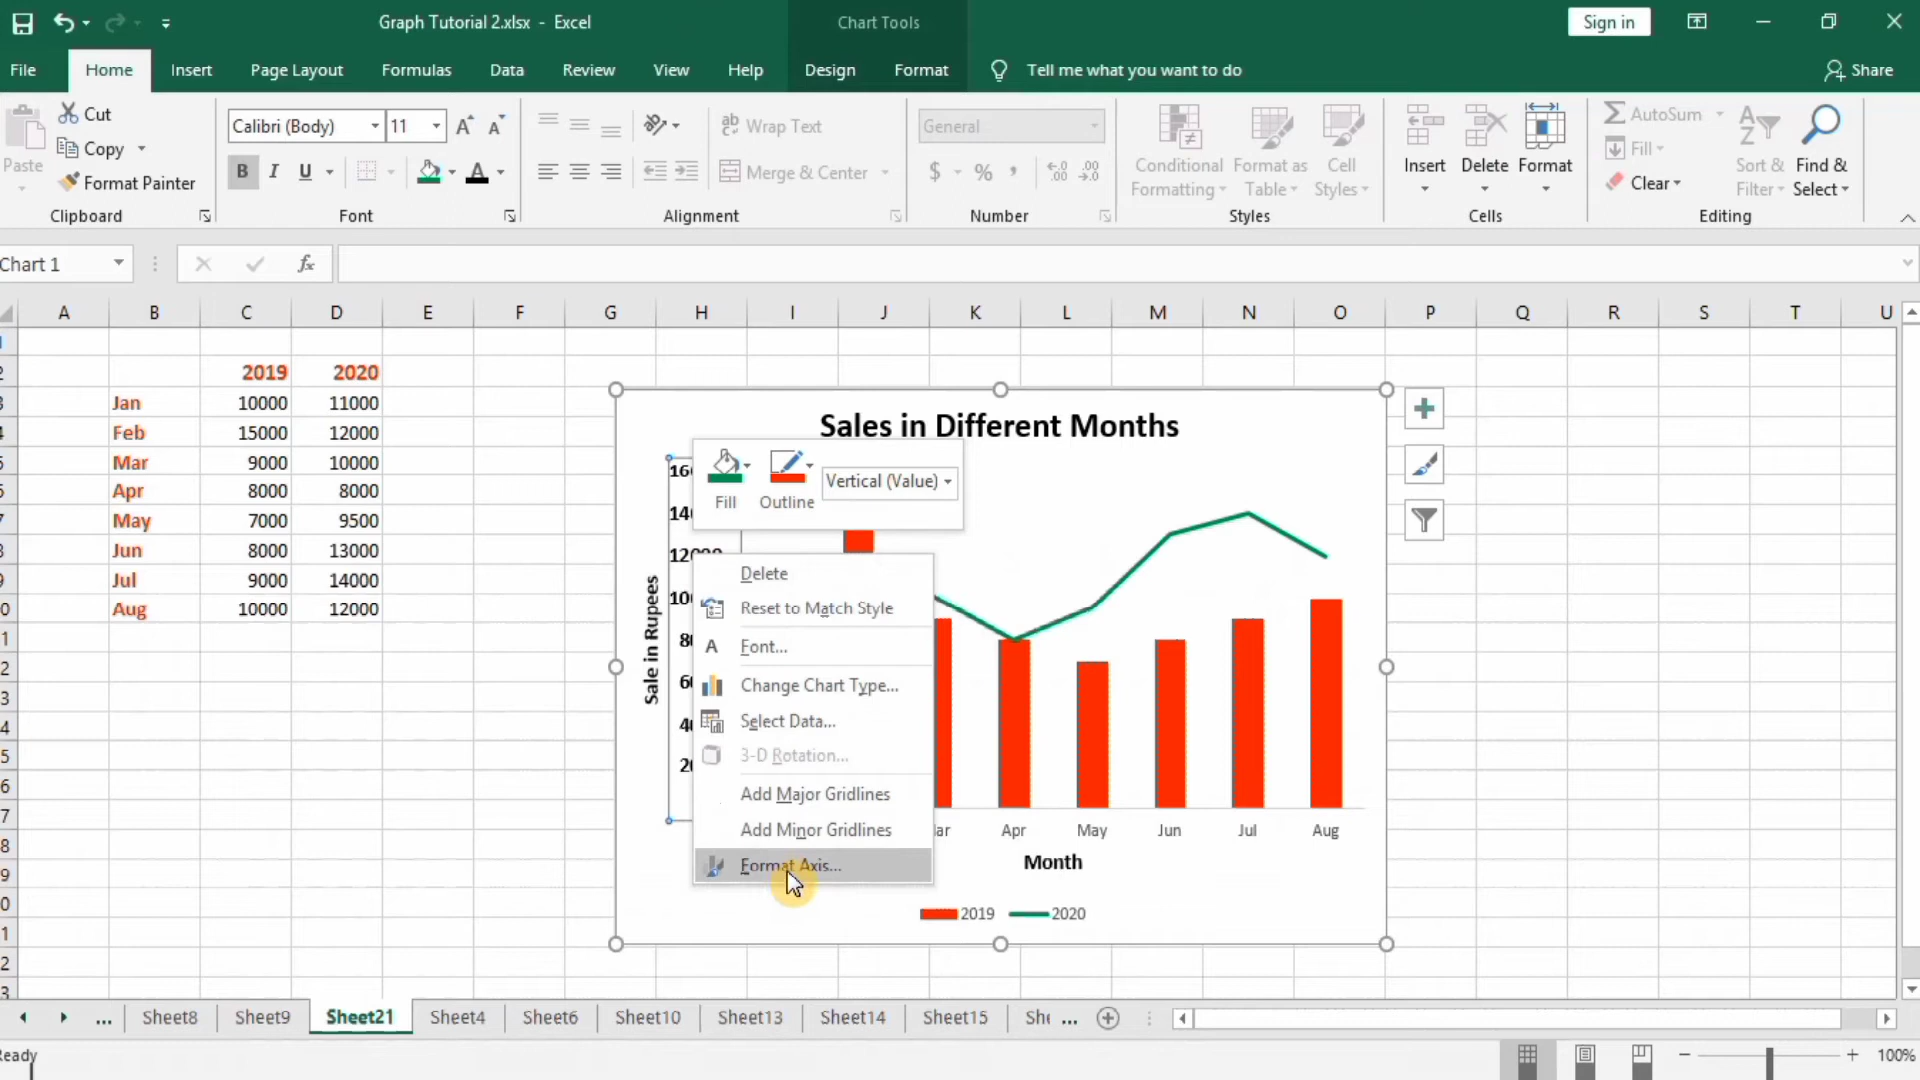 Graph Tutorial 2.xlsx - Excel
Chart Tools
Sign in
File Home Insert Page Layout Formulas Data Review View Help Design Format Tell me what you want to do Share
Paste
Cut
Copy
Format Painter
Clipboard
Calibri (Body) 11
B I U
Font
Wrap Text
Merge & Center
Alignment
General
$ %
Number
Conditional Formatting
Format as Table
Cell Styles
Styles
Insert Delete Format
Cells
AutoSum
Fill
Clear
Sort & Filter
Find & Select
Editing
Chart 1
fx
A B C D E F G H I J K L M N O P Q R S T U
2019 2020
Jan 10000 11000
Feb 15000 12000
Mar 9000 10000
Apr 8000 8000
May 7000 9500
Jun 8000 13000
Jul 9000 14000
Aug 10000 12000
Sales in Different Months
Fill
Outline
Vertical (Value)
12000
Sale in Rupees
Delete
Reset to Match Style
Font...
Change Chart Type...
Select Data...
3-D Rotation...
Add Major Gridlines
Add Minor Gridlines
Format Axis...
Apr May Jun Jul Aug
Month
2019 2020
... Sheet8 Sheet9 Sheet21 Sheet4 Sheet6 Sheet10 Sheet13 Sheet14 Sheet15 She ...
Ready
100%